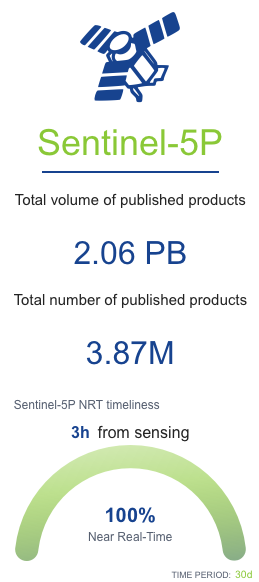 Sentinel-5P
Total volume of published products
2.06 PB
Total number of published products
3.87M
Sentinel-5P NRT timeliness
3h from sensing
100%
Near Real-Time
TIME PERIOD: 30d